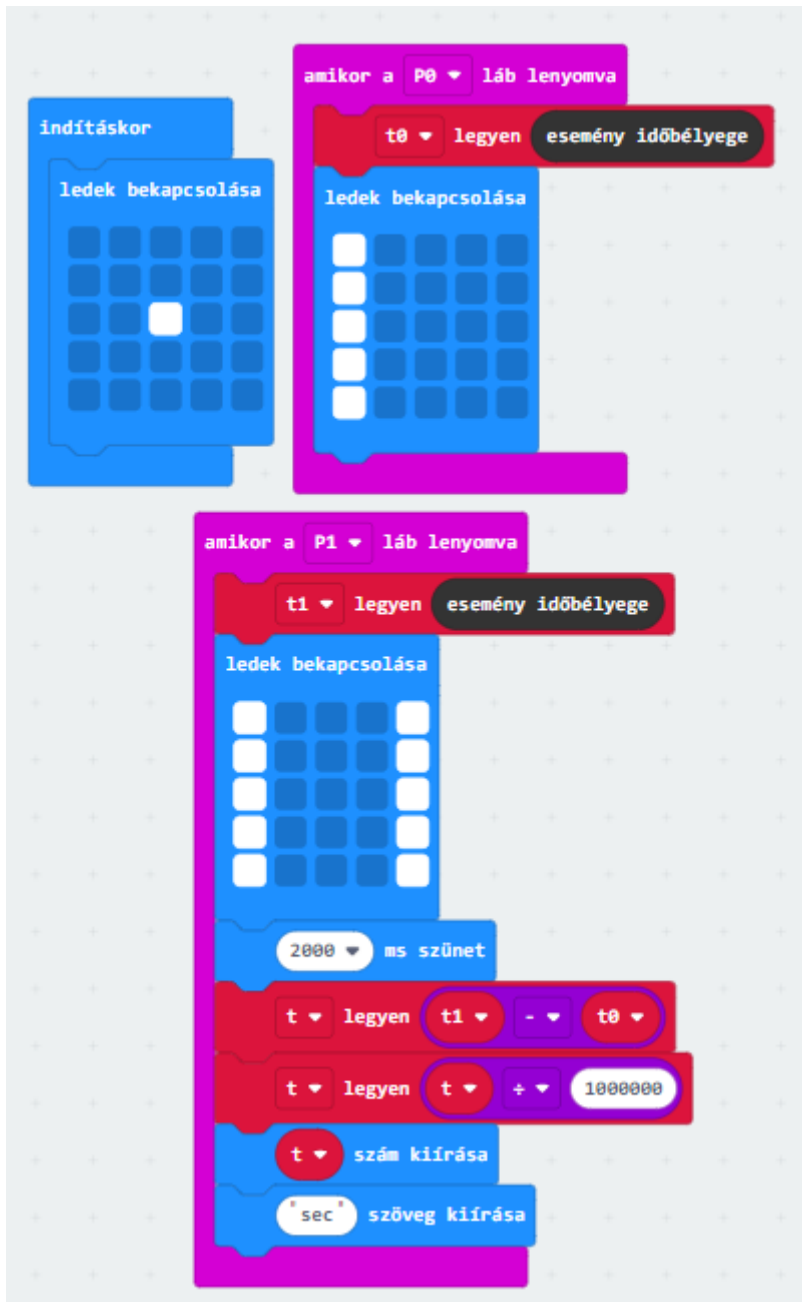 indításkor
ledek bekapcsolása
amikor a P0 láb lenyomva
t0 legyen esemény időbélyege
ledek bekapcsolása
amikor a P1 láb lenyomva
t1 legyen esemény időbélyege
ledek bekapcsolása
2000 ms szünet
t legyen t1 - t0
t legyen t ÷ 1000000
t szám kiírása
"sec" szöveg kiírása